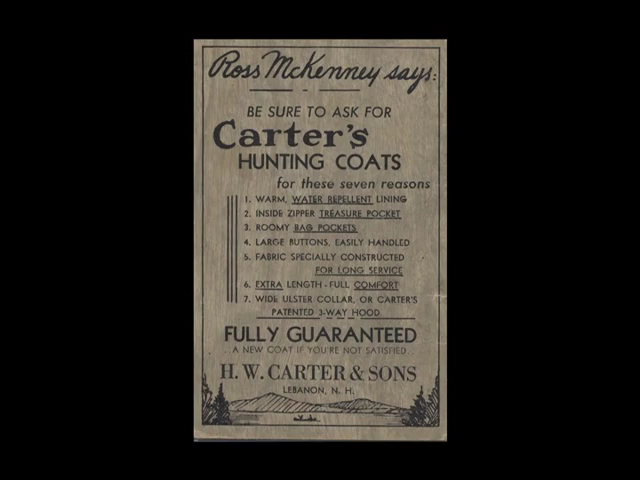 Ross McKenney says:
BE SURE TO ASK FOR
Carter's
HUNTING COATS
for these seven reasons
1. WARM, WATER REPELLENT LINING
2. INSIDE ZIPPER TREASURE POCKET
3. ROOMY BAG POCKETS
4. LARGE BUTTONS, EASILY HANDLED
5. FABRIC SPECIALLY CONSTRUCTED
FOR LONG SERVICE
6. EXTRA LENGTH - FULL COMFORT
7. WIDE ULSTER COLLAR, OR CARTER'S
PATENTED 3-WAY HOOD
FULLY GUARANTEED
A NEW COAT IF YOU'RE NOT SATISFIED
H. W. CARTER & SONS
LEBANON, N. H.